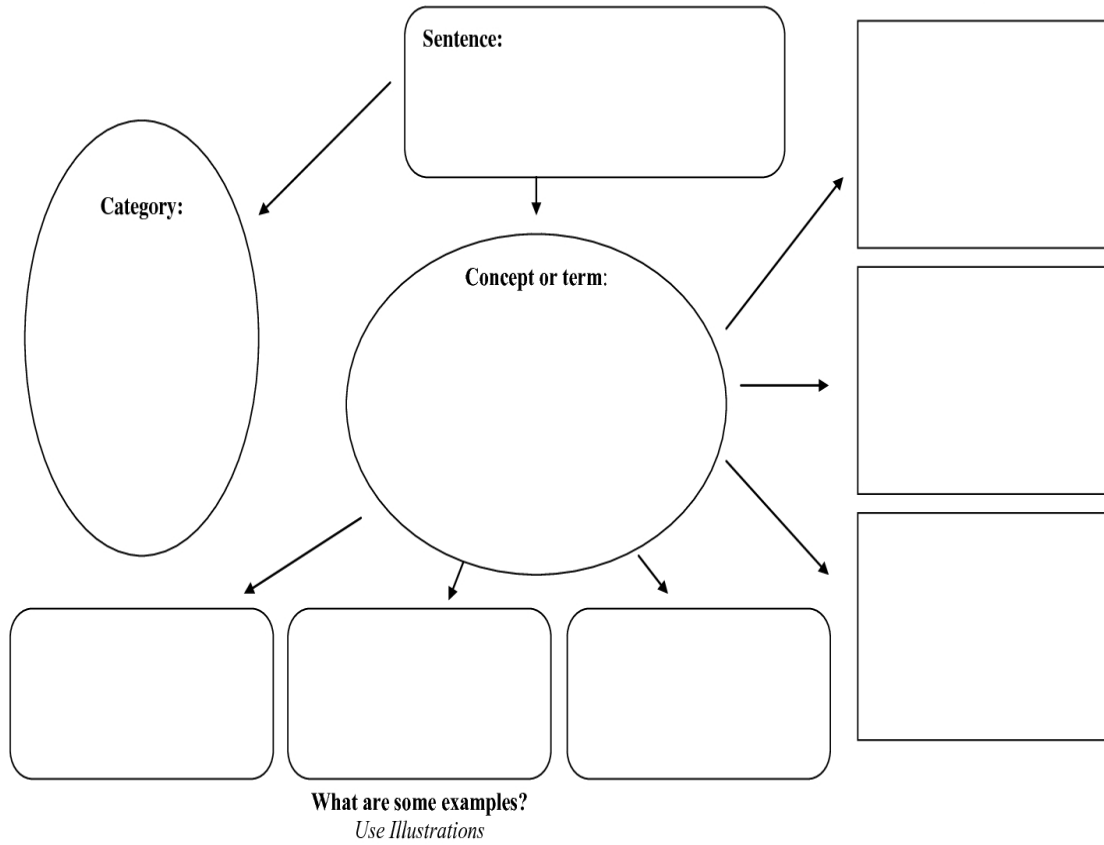 Sentence:
Category:
Concept or term:
What are some examples?
Use Illustrations